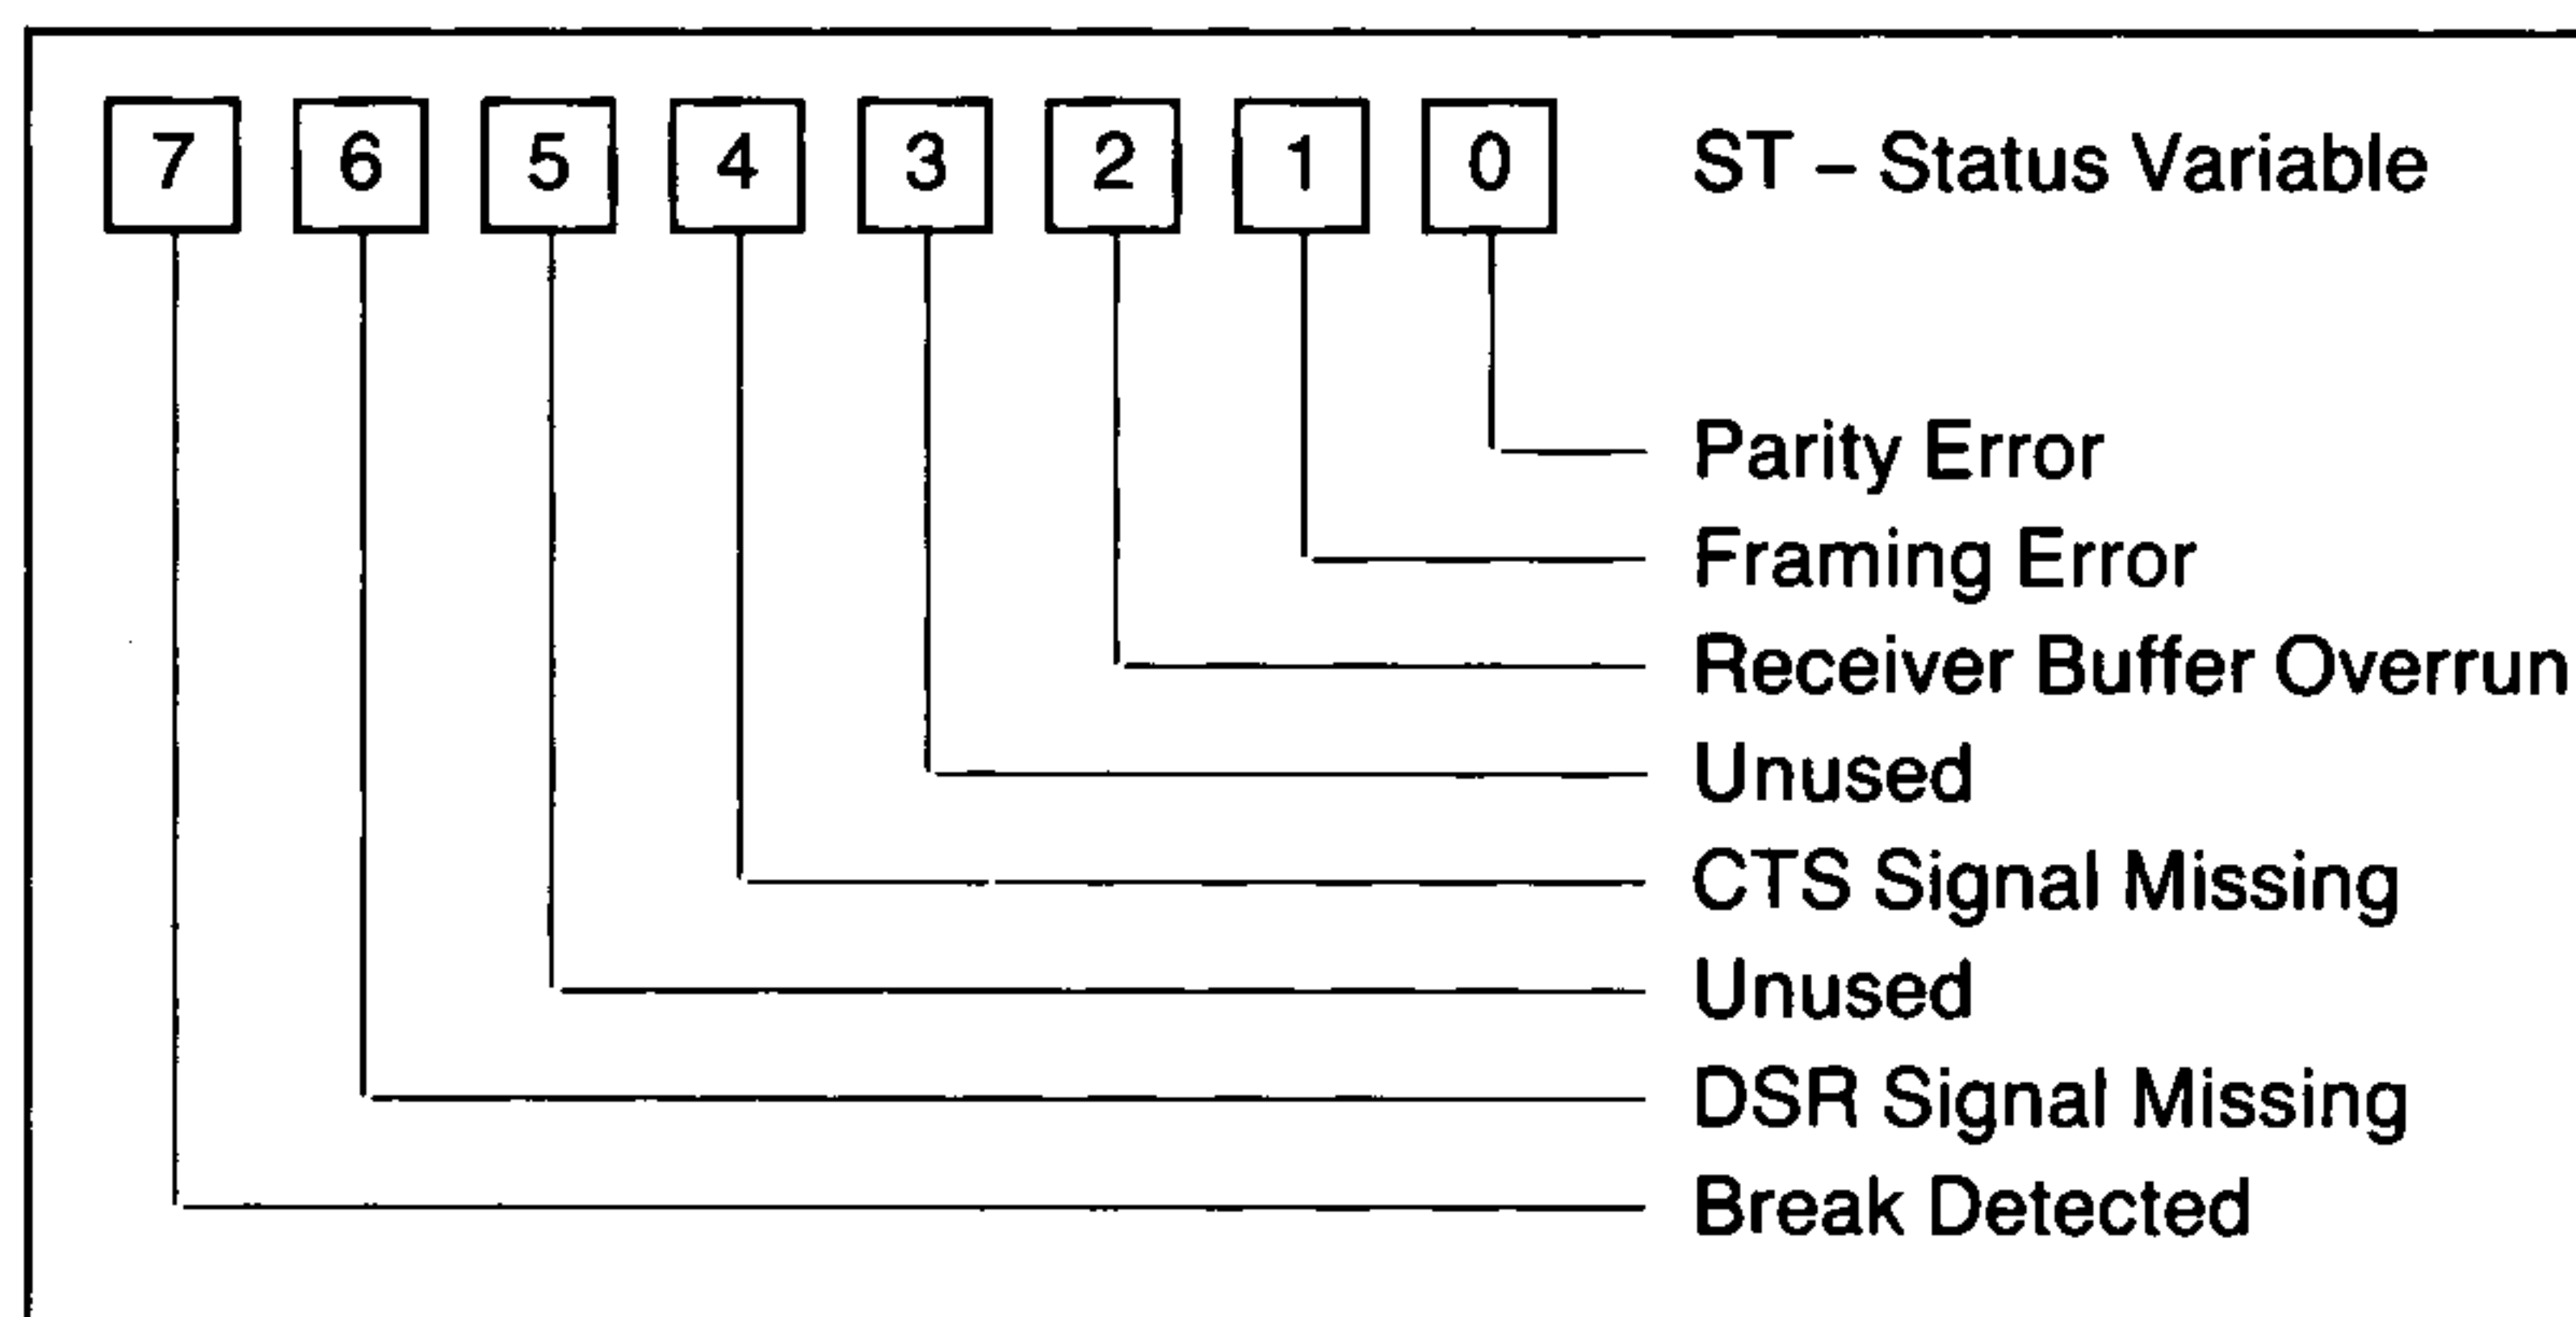 7 6 5 4 3 2 1 0 ST – Status Variable
Parity Error
Framing Error
Receiver Buffer Overrun
Unused
CTS Signal Missing
Unused
DSR Signal Missing
Break Detected